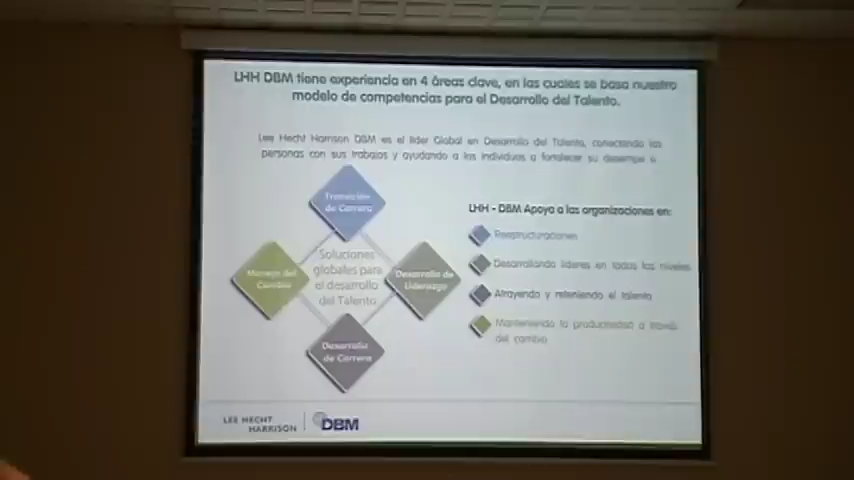 LHH DBM tiene experiencia en 4 áreas clave, en las cuales se basa nuestro
modelo de competencias para el Desarrollo del Talento.
Lee Hecht Harrison DBM es el líder Global en Desarrollo del Talento, conectando las
personas con sus trabajos y ayudando a los individuos a fortalecer su desempe o
Transición
de Carrera
Manejo del
Cambio
Soluciones
globales para
el desarrollo
del Talento
Desarrollo de
Liderazgo
Desarrollo
de Carrera
LHH - DBM Apoya a las organizaciones en:
Reestructuraciones
Desarrollando líderes en todos los niveles
Atrayendo y reteniendo el talento
Manteniendo la productividad a través
del cambio
LEE HECHT
HARRISON
DBM